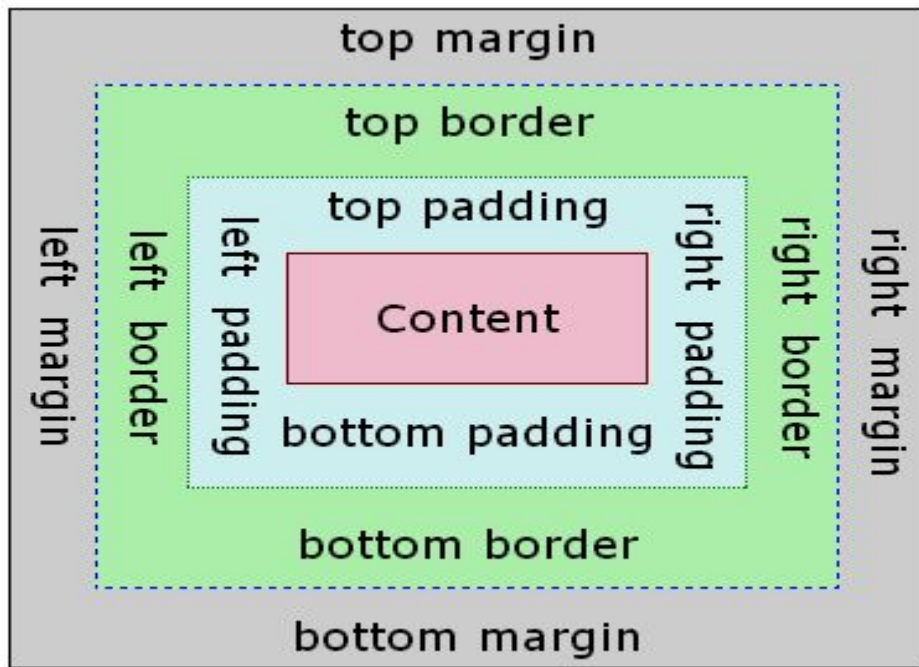 top margin
top border
top padding
left margin
left border
left padding
Content
right padding
right border
right margin
bottom padding
bottom border
bottom margin